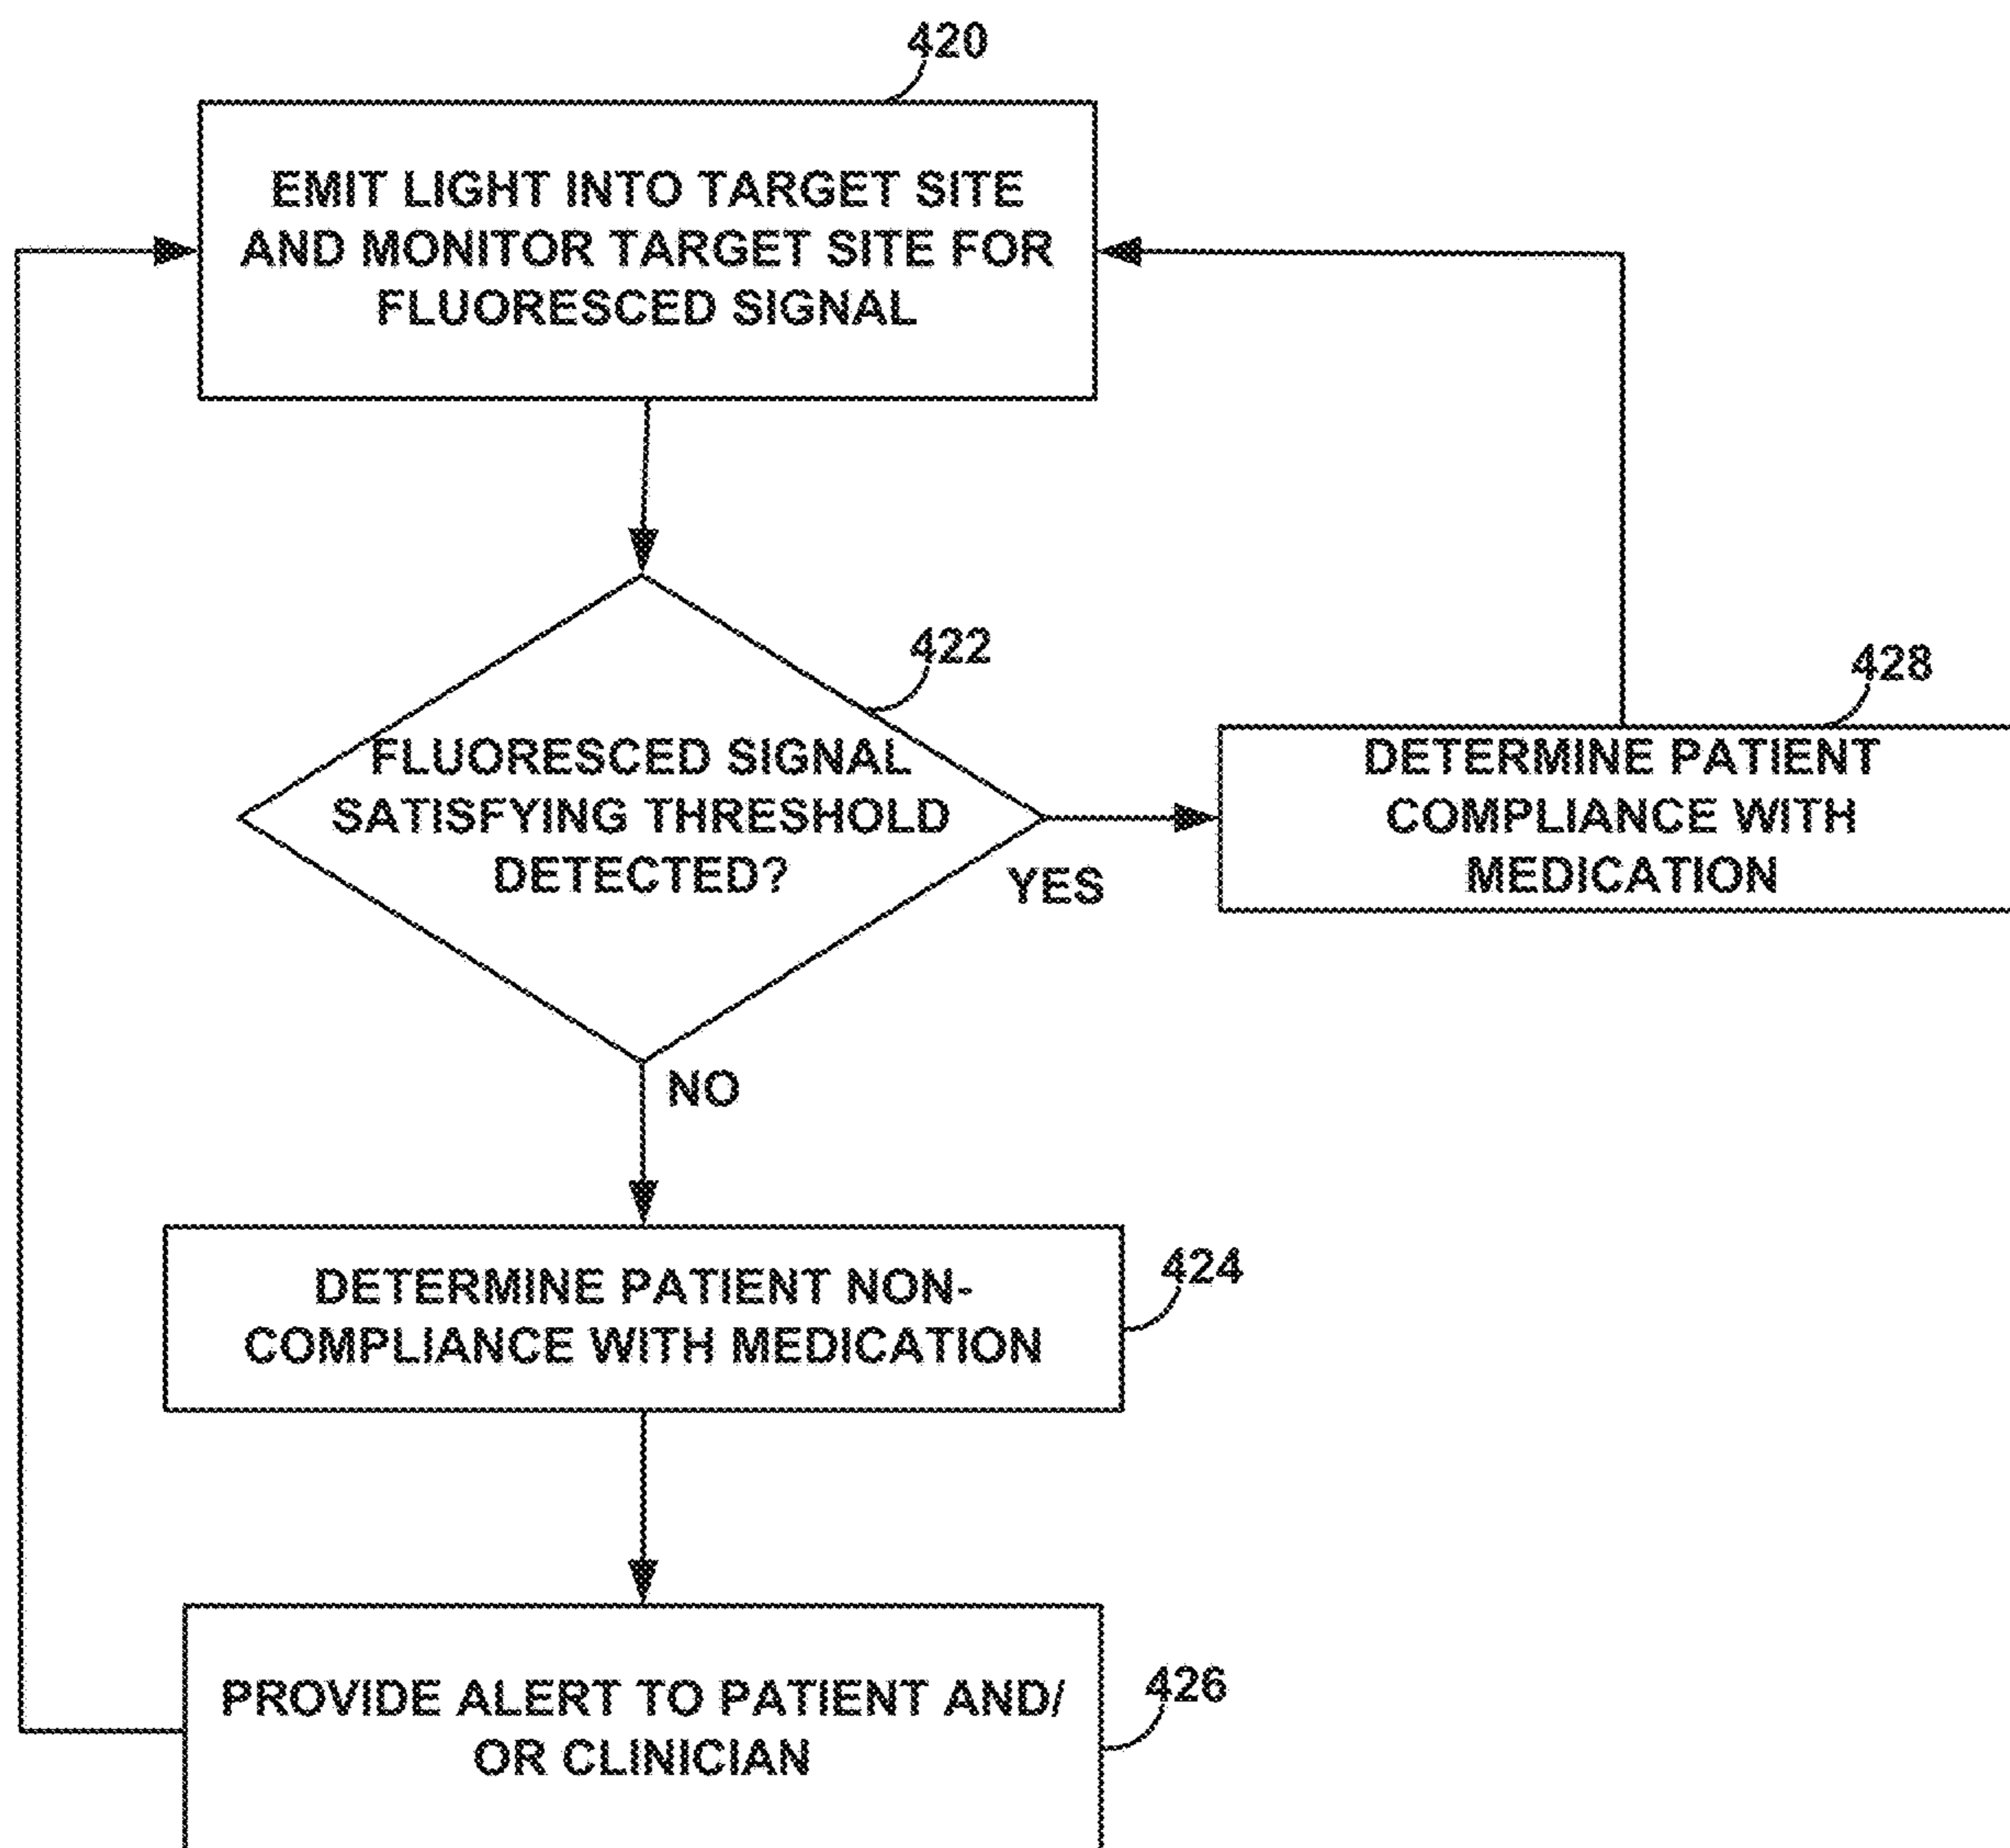 420
EMIT LIGHT INTO TARGET SITE
AND MONITOR TARGET SITE FOR
FLUORESCED SIGNAL
422
FLUORESCED SIGNAL
SATISFYING THRESHOLD
DETECTED?
YES
428
DETERMINE PATIENT
COMPLIANCE WITH
MEDICATION
NO
424
DETERMINE PATIENT NON-
COMPLIANCE WITH MEDICATION
426
PROVIDE ALERT TO PATIENT AND/
OR CLINICIAN